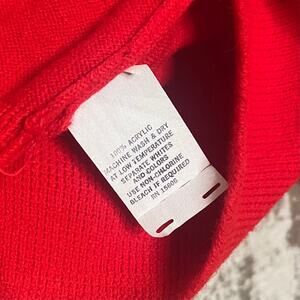 100% ACRYLIC
MACHINE WASH & DRY
AT LOW TEMPERATURE
SEPARATE WHITES
AND COLORS
USE NON-CHLORINE
BLEACH IF REQUIRED
RN 15000